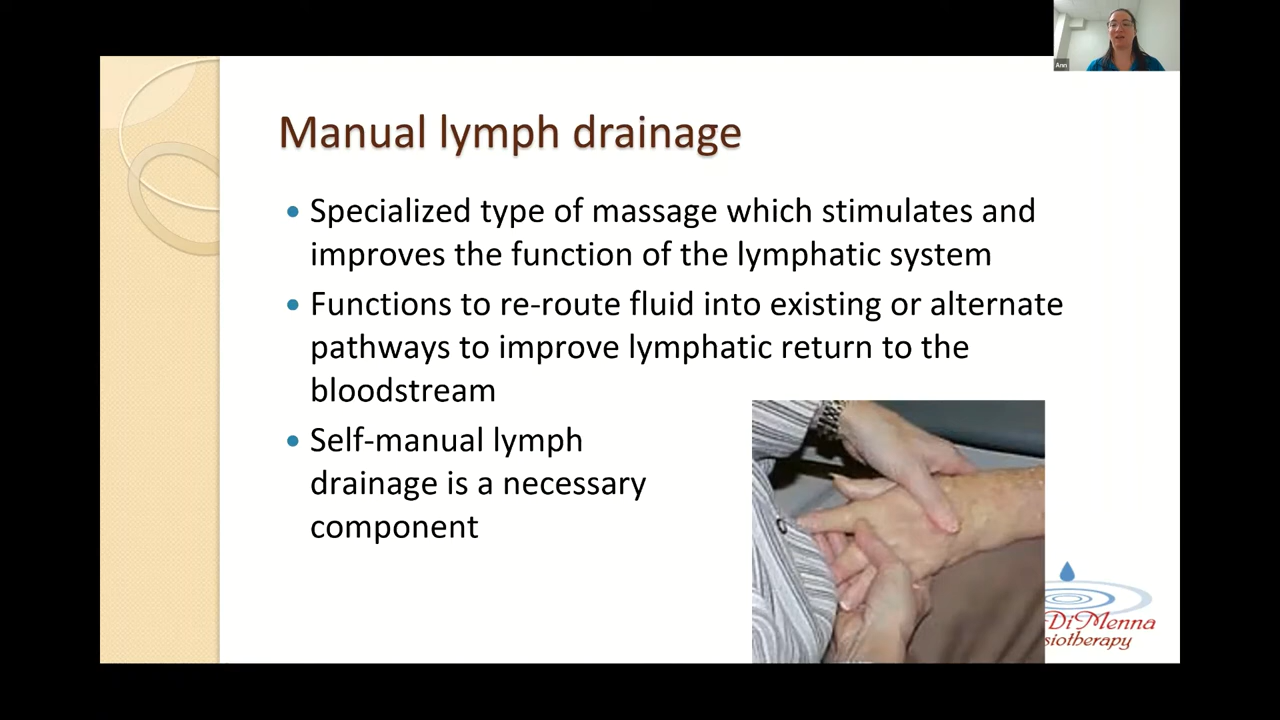 Ann
Manual lymph drainage
• Specialized type of massage which stimulates and
improves the function of the lymphatic system
• Functions to re-route fluid into existing or alternate
pathways to improve lymphatic return to the
bloodstream
• Self-manual lymph
drainage is a necessary
component
DiMenna
siotherapy